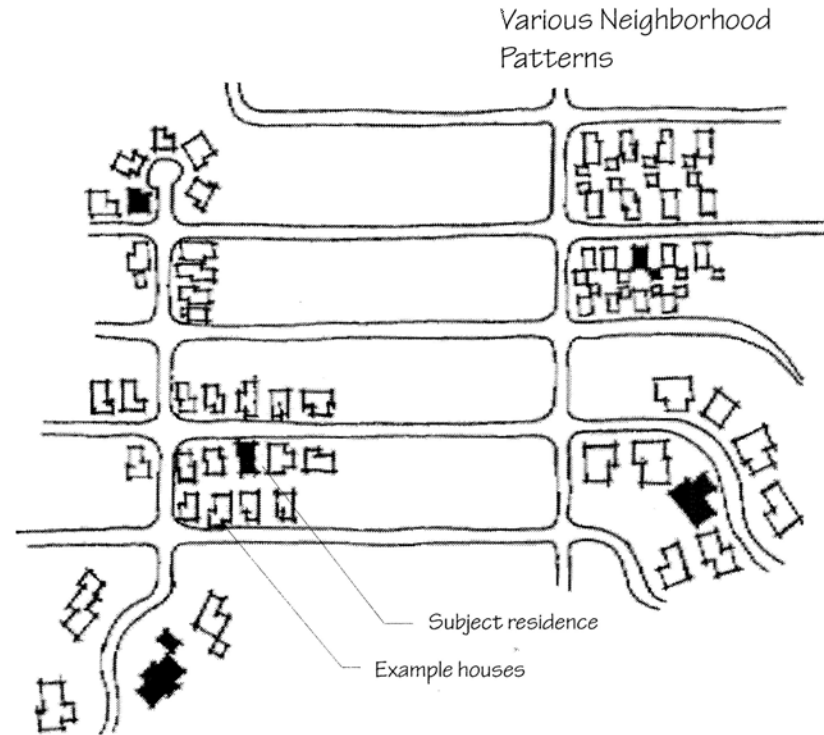 Various Neighborhood
Patterns
Subject residence
Example houses